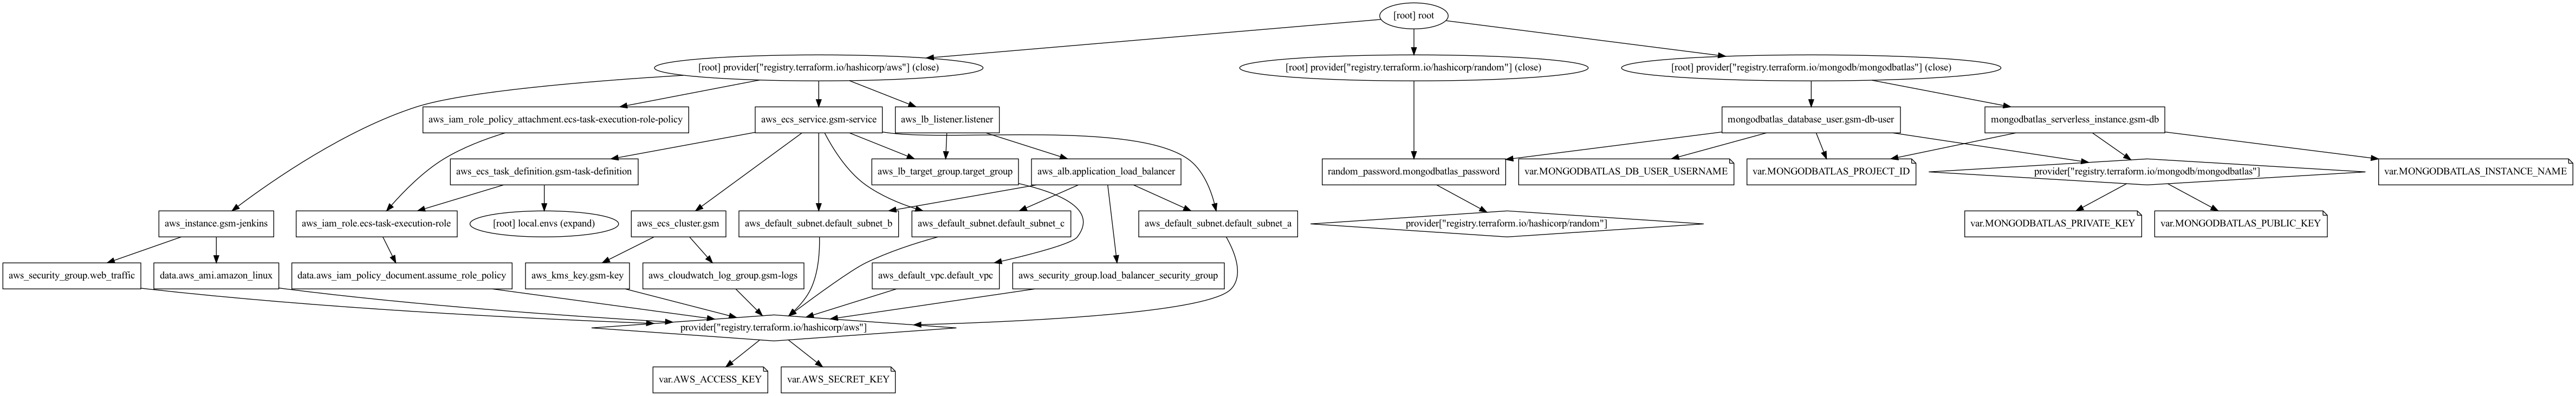 [root] root
[root] provider["registry.terraform.io/hashicorp/aws"] (close)
[root] provider["registry.terraform.io/hashicorp/random"] (close)
[root] provider["registry.terraform.io/mongodb/mongodbatlas"] (close)
aws_iam_role_policy_attachment.ecs-task-execution-role-policy
aws_ecs_service.gsm-service
aws_lb_listener.listener
mongodbatlas_database_user.gsm-db-user
mongodbatlas_serverless_instance.gsm-db
aws_ecs_task_definition.gsm-task-definition
aws_lb_target_group.target_group
aws_alb.application_load_balancer
random_password.mongodbatlas_password
var.MONGODBATLAS_DB_USER_USERNAME
var.MONGODBATLAS_PROJECT_ID
provider["registry.terraform.io/mongodb/mongodbatlas"]
var.MONGODBATLAS_INSTANCE_NAME
aws_instance.gsm-jenkins
aws_iam_role.ecs-task-execution-role
[root] local.envs (expand)
aws_ecs_cluster.gsm
aws_default_subnet.default_subnet_b
aws_default_subnet.default_subnet_c
aws_default_subnet.default_subnet_a
provider["registry.terraform.io/hashicorp/random"]
var.MONGODBATLAS_PRIVATE_KEY
var.MONGODBATLAS_PUBLIC_KEY
aws_security_group.web_traffic
data.aws_ami.amazon_linux
data.aws_iam_policy_document.assume_role_policy
aws_kms_key.gsm-key
aws_cloudwatch_log_group.gsm-logs
aws_default_vpc.default_vpc
aws_security_group.load_balancer_security_group
provider["registry.terraform.io/hashicorp/aws"]
var.AWS_ACCESS_KEY
var.AWS_SECRET_KEY